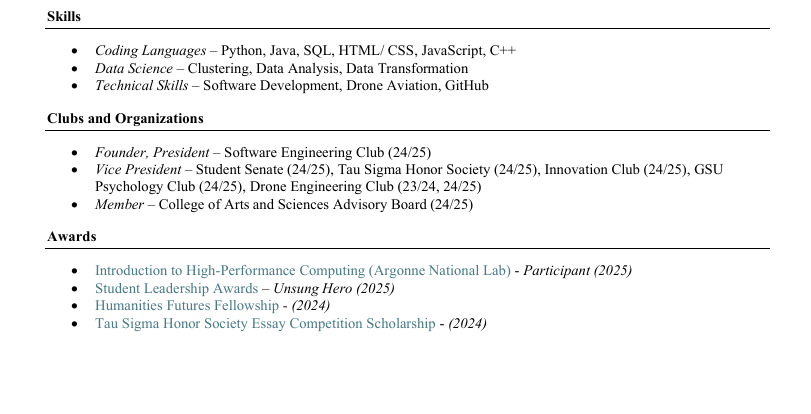 Skills
• Coding Languages – Python, Java, SQL, HTML/ CSS, JavaScript, C++
• Data Science – Clustering, Data Analysis, Data Transformation
• Technical Skills – Software Development, Drone Aviation, GitHub
Clubs and Organizations
• Founder, President – Software Engineering Club (24/25)
• Vice President – Student Senate (24/25), Tau Sigma Honor Society (24/25), Innovation Club (24/25), GSU
Psychology Club (24/25), Drone Engineering Club (23/24, 24/25)
• Member – College of Arts and Sciences Advisory Board (24/25)
Awards
• Introduction to High-Performance Computing (Argonne National Lab) - Participant (2025)
• Student Leadership Awards – Unsung Hero (2025)
• Humanities Futures Fellowship - (2024)
• Tau Sigma Honor Society Essay Competition Scholarship - (2024)